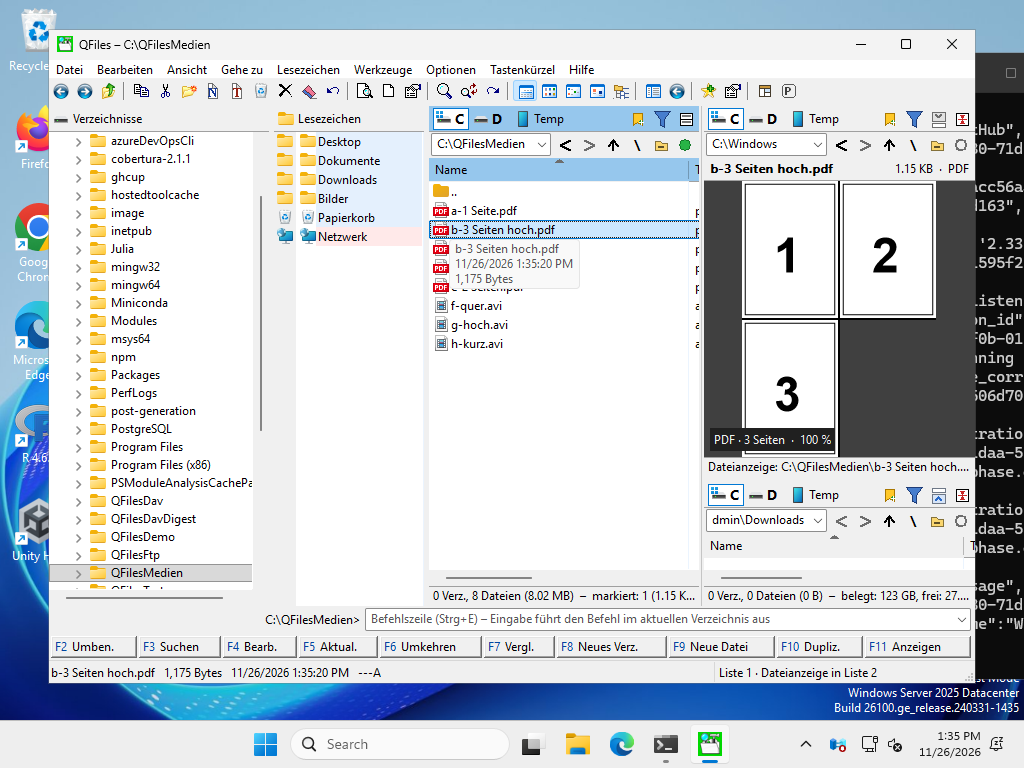 Recycle
Firefo
Goog
Chron
Micros
Edge
R 4.6.
Unity H
QFiles – C:\QFilesMedien
Datei Bearbeiten Ansicht Gehe zu Lesezeichen Werkzeuge Optionen Tastenkürzel Hilfe
Verzeichnisse
azureDevOpsCli
cobertura-2.1.1
ghcup
hostedtoolcache
image
inetpub
Julia
mingw32
mingw64
Miniconda
Modules
msys64
npm
Packages
PerfLogs
post-generation
PostgreSQL
Program Files
Program Files (x86)
PSModuleAnalysisCachePa
QFilesDav
QFilesDavDigest
QFilesDemo
QFilesFtp
QFilesMedien
Lesezeichen
Desktop
Dokumente
Downloads
Bilder
Papierkorb
Netzwerk
C D Temp
C:\QFilesMedien
\
Name
..
a-1 Seite.pdf
b-3 Seiten hoch.pdf
b-3 Seiten hoch.pdf
11/26/2026 1:35:20 PM
1,175 Bytes
f-quer.avi
g-hoch.avi
h-kurz.avi
0 Verz., 8 Dateien (8.02 MB) – markiert: 1 (1.15 K...
C D Temp
C:\Windows
\
b-3 Seiten hoch.pdf 1.15 KB · PDF
1 2
3
PDF · 3 Seiten · 100 %
Dateianzeige: C:\QFilesMedien\b-3 Seiten hoch....
C D Temp
dmin\Downloads
\
Name
0 Verz., 0 Dateien (0 B) – belegt: 123 GB, frei: 27....
C:\QFilesMedien>
Befehlszeile (Strg+E) – Eingabe führt den Befehl im aktuellen Verzeichnis aus
F2 Umben. F3 Suchen F4 Bearb. F5 Aktual. F6 Umkehren F7 Vergl. F8 Neues Verz. F9 Neue Datei F10 Dupliz. F11 Anzeigen
b-3 Seiten hoch.pdf 1,175 Bytes 11/26/2026 1:35:20 PM ---A
Liste 1 · Dateianzeige in Liste 2
Windows Server 2025 Datacenter
Build 26100.ge_release.240331-1435
Search
1:35 PM
11/26/2026